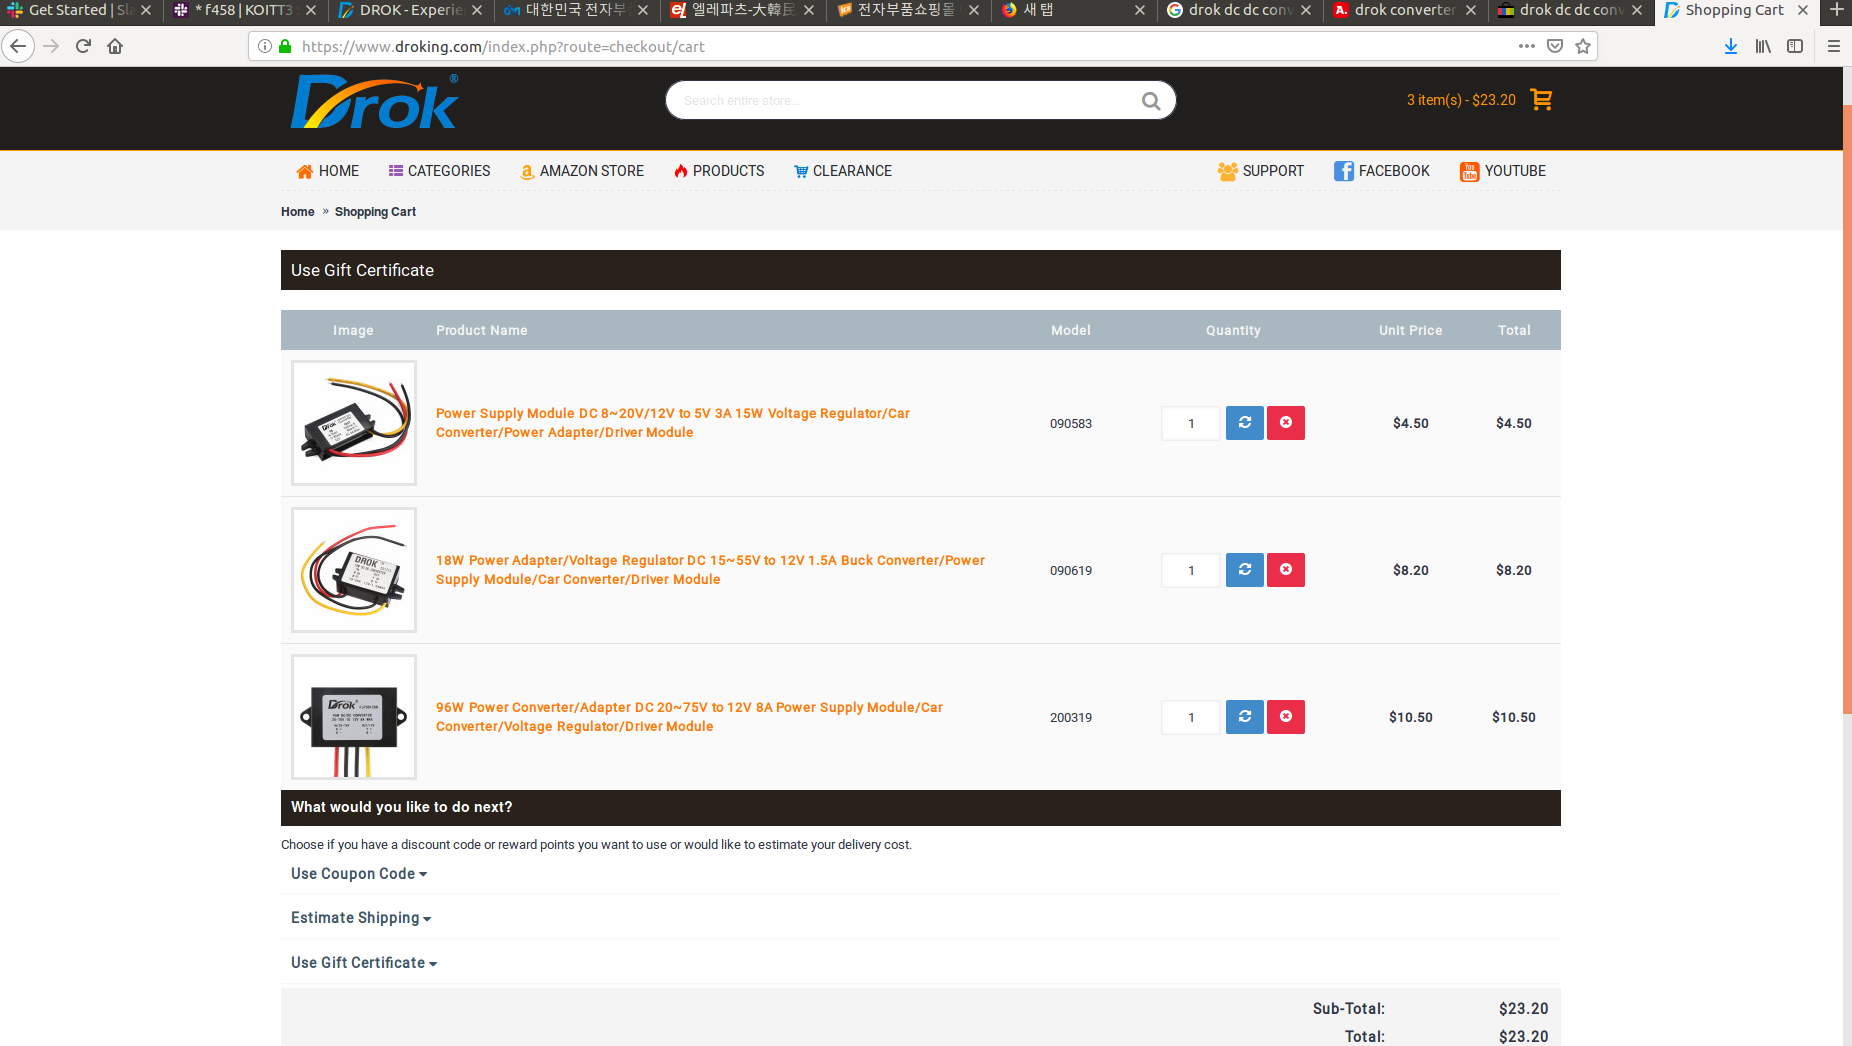 Get Started | Sla
* f458 | KOITT3
DROK - Experie
대한민국 전자부
엘레파츠-大韓民
전자부품쇼핑몰
새 탭
drok dc dc conv
drok converter
drok dc dc conv
Shopping Cart
https://www.droking.com/index.php?route=checkout/cart
Drok®
Search entire store...
3 item(s) - $23.20
HOME
CATEGORIES
AMAZON STORE
PRODUCTS
CLEARANCE
SUPPORT
FACEBOOK
YOUTUBE
Home » Shopping Cart
Use Gift Certificate
Image Product Name Model Quantity Unit Price Total
Power Supply Module DC 8~20V/12V to 5V 3A 15W Voltage Regulator/Car
Converter/Power Adapter/Driver Module
090583 1 $4.50 $4.50
DROK
18W Power Adapter/Voltage Regulator DC 15~55V to 12V 1.5A Buck Converter/Power
Supply Module/Car Converter/Driver Module
090619 1 $8.20 $8.20
Drok
96W Power Converter/Adapter DC 20~75V to 12V 8A Power Supply Module/Car
Converter/Voltage Regulator/Driver Module
200319 1 $10.50 $10.50
What would you like to do next?
Choose if you have a discount code or reward points you want to use or would like to estimate your delivery cost.
Use Coupon Code
Estimate Shipping
Use Gift Certificate
Sub-Total: $23.20
Total: $23.20